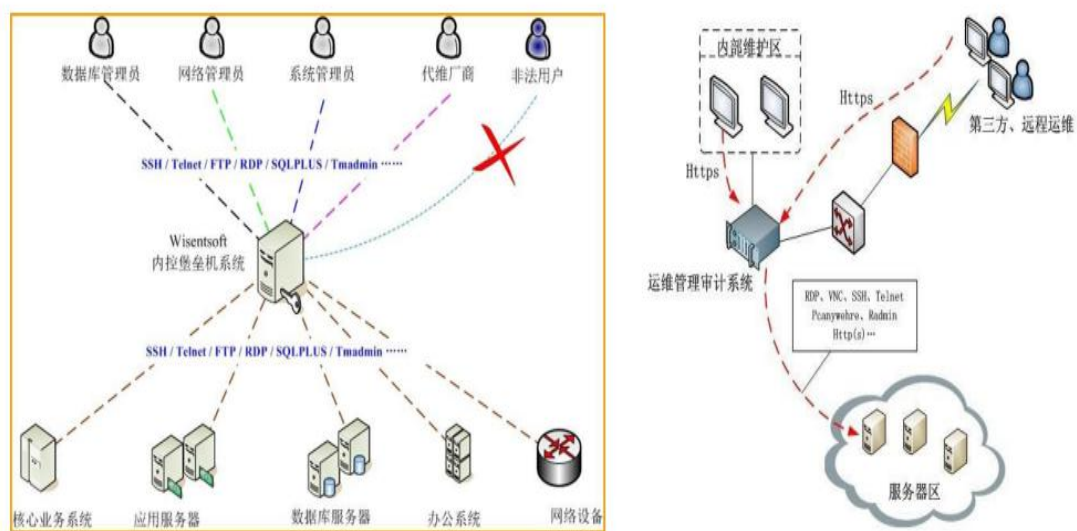 数据库管理员
网络管理员
系统管理员
代维厂商
非法用户
SSH / Telnet / FTP / RDP / SQLPLUS / Tmadmin ······
Wisentsoft
内控堡垒机系统
SSH / Telnet / FTP / RDP / SQLPLUS / Tmadmin ······
核心业务系统
应用服务器
数据库服务器
办公系统
网络设备
内部维护区
Https
第三方、远程运维
Https
运维管理审计系统
RDP、VNC、SSH、Telnet
Pcanywehre、Radmin
Http(s)…
服务器区